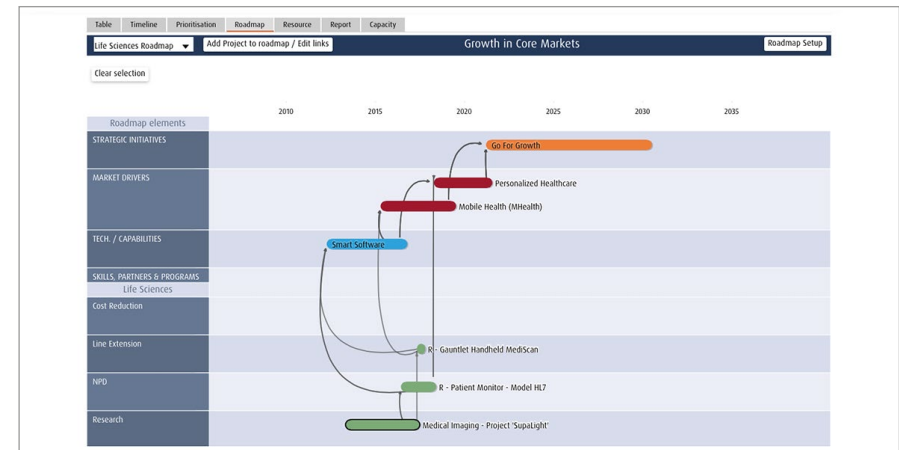 Table Timeline Prioritisation Roadmap Resource Report Capacity
Life Sciences Roadmap Add Project to roadmap / Edit links Growth in Core Markets Roadmap Setup
Clear selection
2010 2015 2020 2025 2030 2035
Roadmap elements
STRATEGIC INITIATIVES
Go For Growth
MARKET DRIVERS
Personalized Healthcare
Mobile Health (MHealth)
TECH. / CAPABILITIES
Smart Software
SKILLS, PARTNERS & PROGRAMS
Life Sciences
Cost Reduction
Line Extension
R - Gauntlet Handheld MediScan
NPD
R - Patient Monitor - Model HL7
Research
Medical Imaging - Project 'SupaLight'